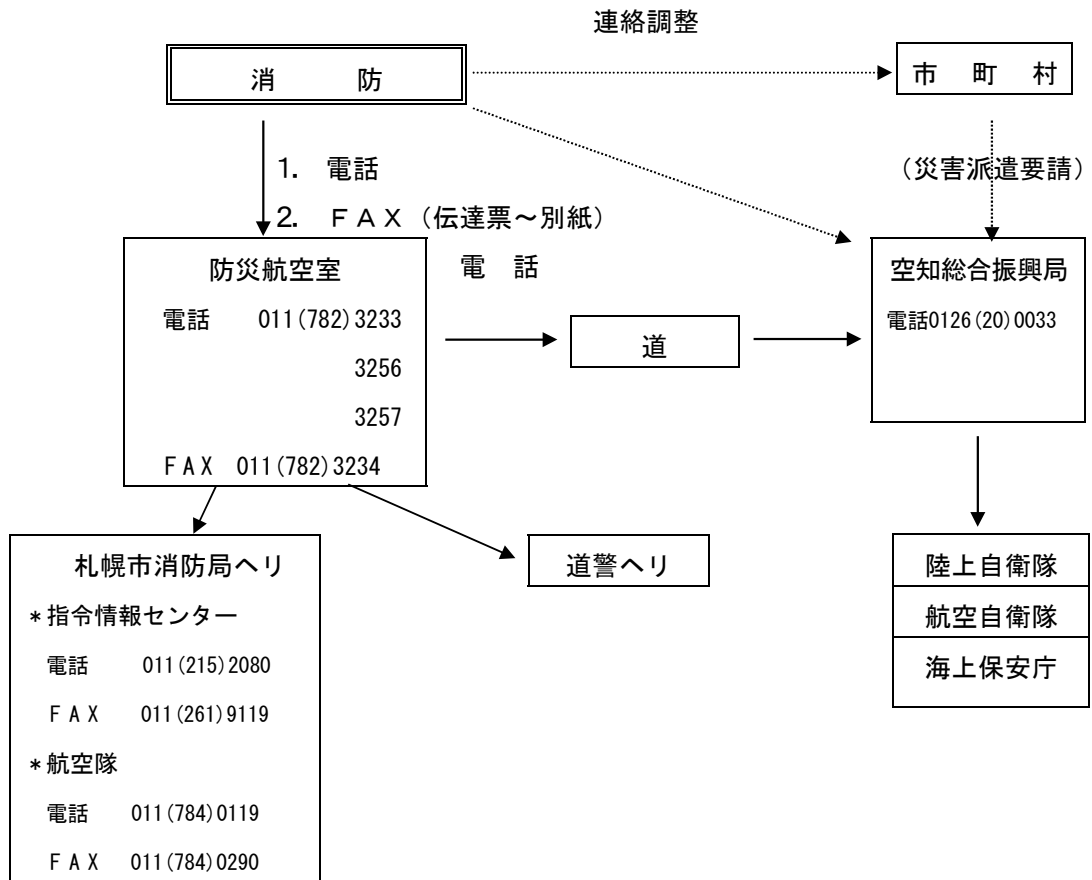 連絡調整
消　　　防
市　町　村
1.　電話
（災害派遣要請）
2.　ＦＡＸ（伝達票～別紙）
防災航空室
電　話
空知総合振興局
電話　　011(782)3233
電話0126(20)0033
道
3256
3257
ＦＡＸ　011(782)3234
札幌市消防局ヘリ
道警ヘリ
陸上自衛隊
＊指令情報センター
航空自衛隊
電話　　011(215)2080
海上保安庁
ＦＡＸ　　011(261)9119
＊航空隊
電話　　011(784)0119
ＦＡＸ　　011(784)0290